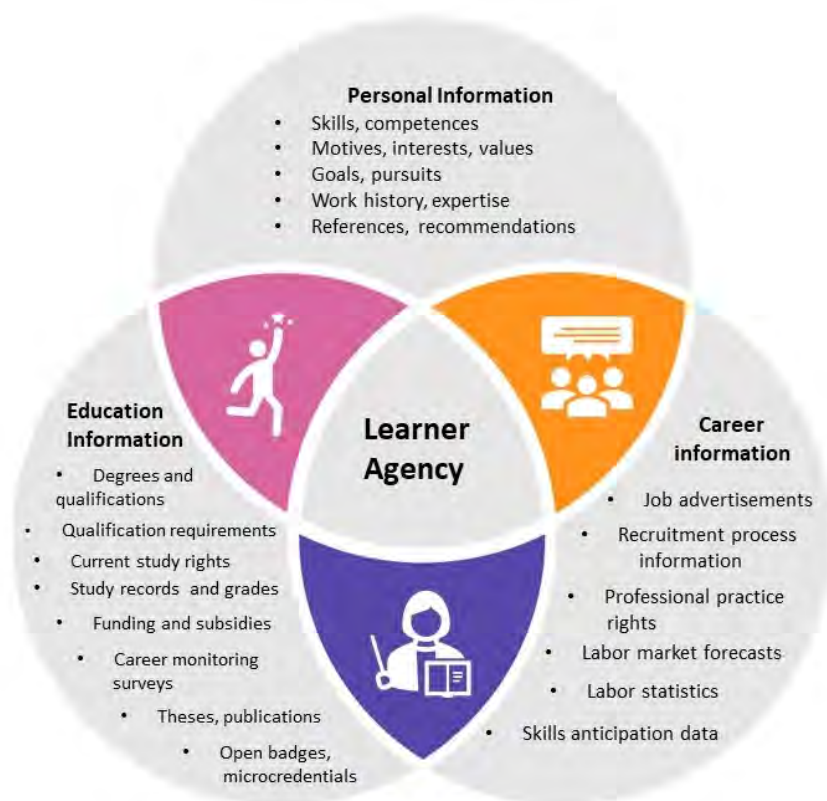 Personal Information
• Skills, competences
• Motives, interests, values
• Goals, pursuits
• Work history, expertise
• References, recommendations
Education
Information
• Degrees and
qualifications
• Qualification requirements
• Current study rights
• Study records and grades
• Funding and subsidies
• Career monitoring
surveys
• Theses, publications
• Open badges,
microcredentials
Learner
Agency
Career
information
• Job advertisements
• Recruitment process
information
• Professional practice
rights
• Labor market forecasts
• Labor statistics
• Skills anticipation data